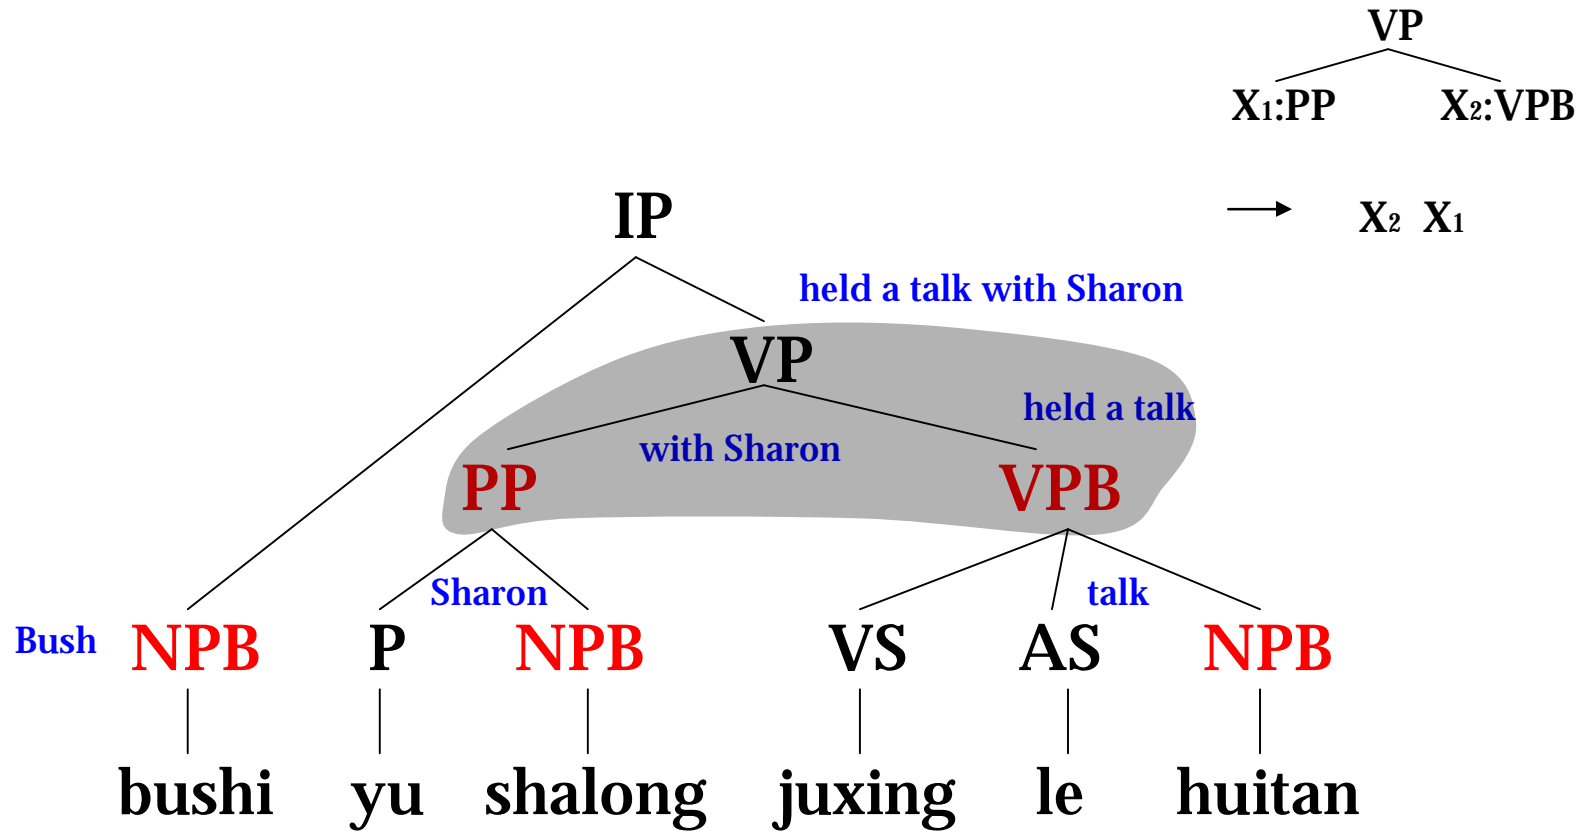 VP
X1:PP X2:VPB
IP
X2 X1
held a talk with Sharon
VP
held a talk
with Sharon
PP VPB
Sharon talk
Bush NPB P NPB VS AS NPB
bushi yu shalong juxing le huitan